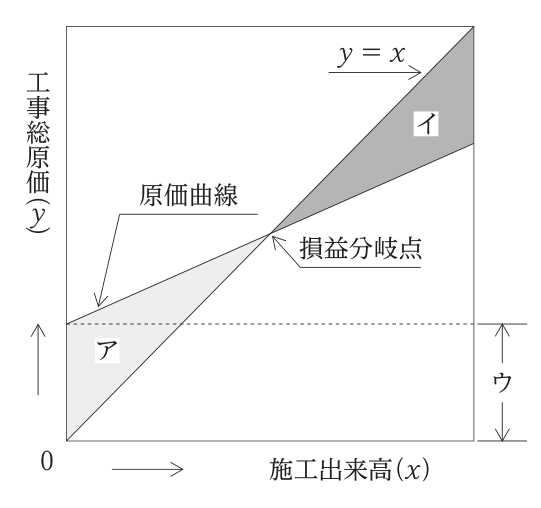 y = x
工事総原価(y)
イ
原価曲線
損益分岐点
ア
ウ
0
施工出来高(x)